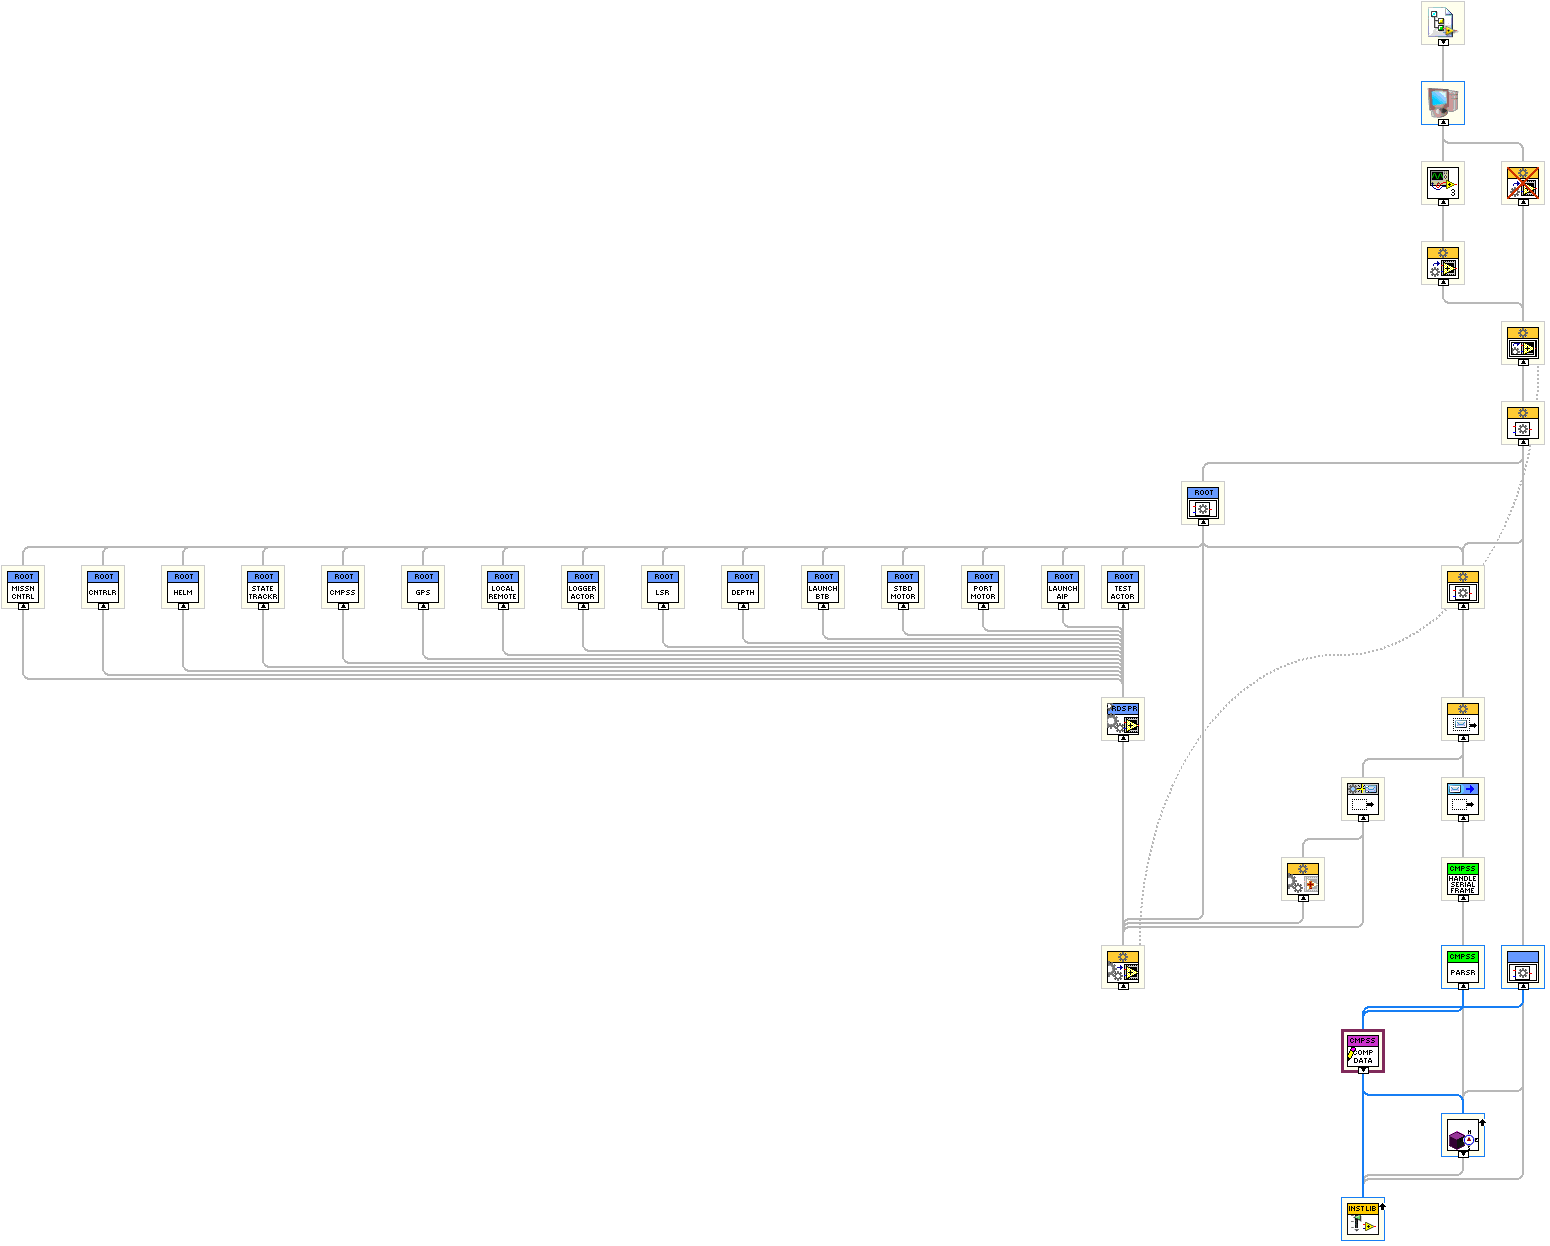 3
ROOT
ROOT
MISSN
CNTRL
ROOT
CNTRLR
ROOT
HELM
ROOT
STATE
TRACKR
ROOT
CMPSS
ROOT
GPS
ROOT
LOCAL
REMOTE
ROOT
LOGGER
ACTOR
ROOT
LSR
ROOT
DEPTH
ROOT
LAUNCH
BTB
ROOT
STBD
MOTOR
ROOT
PORT
MOTOR
ROOT
LAUNCH
AIP
ROOT
TEST
ACTOR
RDSPR
CMPSS
HANDLE
SERIAL
FRAME
CMPSS
PARSR
CMPSS
COMP
DATA
N
E
INSTLIB